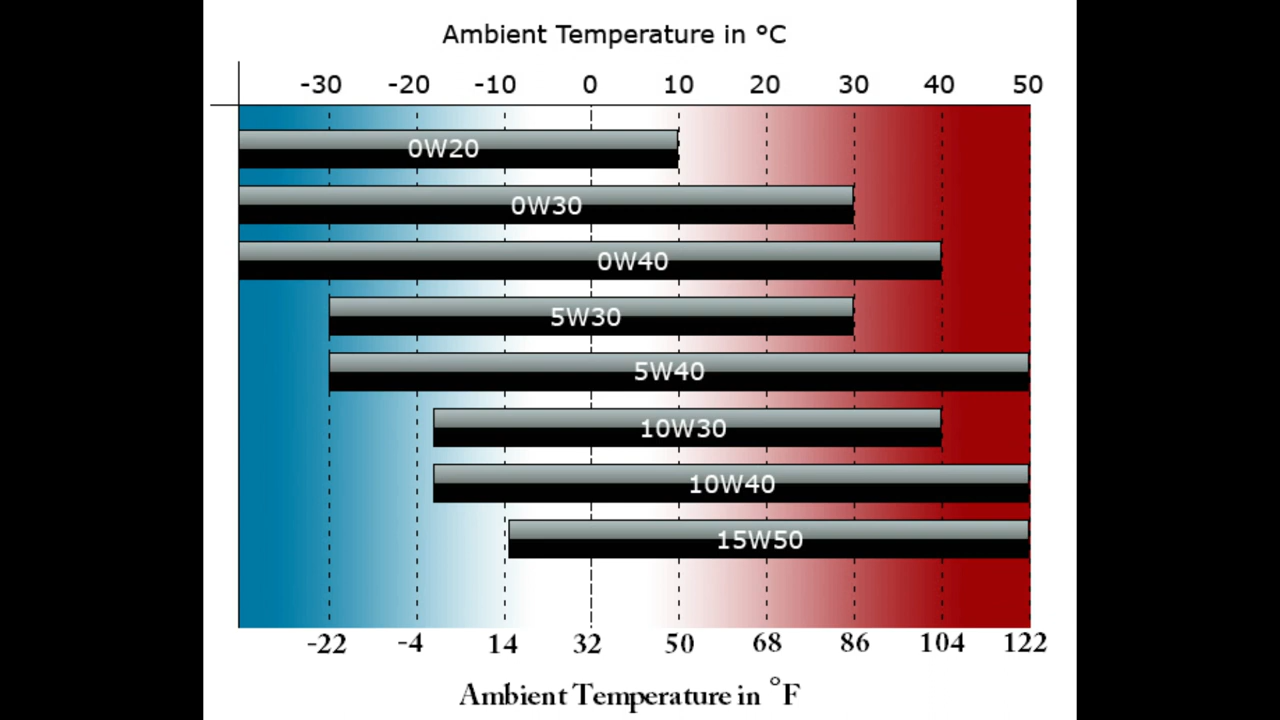 Ambient Temperature in °C
-30 -20 -10 0 10 20 30 40 50
0W20
0W30
0W40
5W30
5W40
10W30
10W40
15W50
-22 -4 14 32 50 68 86 104 122
Ambient Temperature in °F